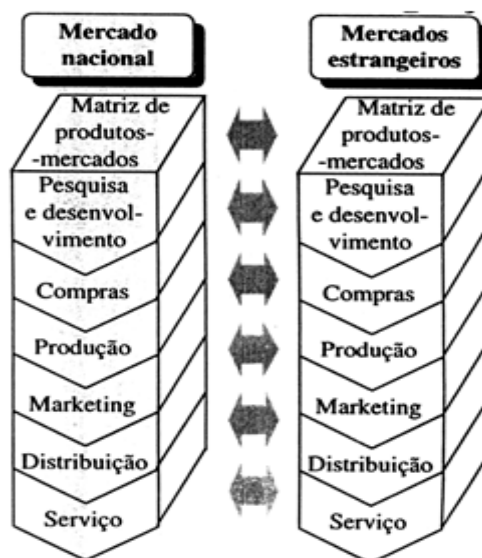 Mercado
nacional
Matriz de
produtos-
-mercados
Pesquisa
e desenvol-
vimento
Compras
Produção
Marketing
Distribuição
Serviço
Mercados
estrangeiros
Matriz de
produtos-
-mercados
Pesquisa
e desenvol-
vimento
Compras
Produção
Marketing
Distribuição
Serviço